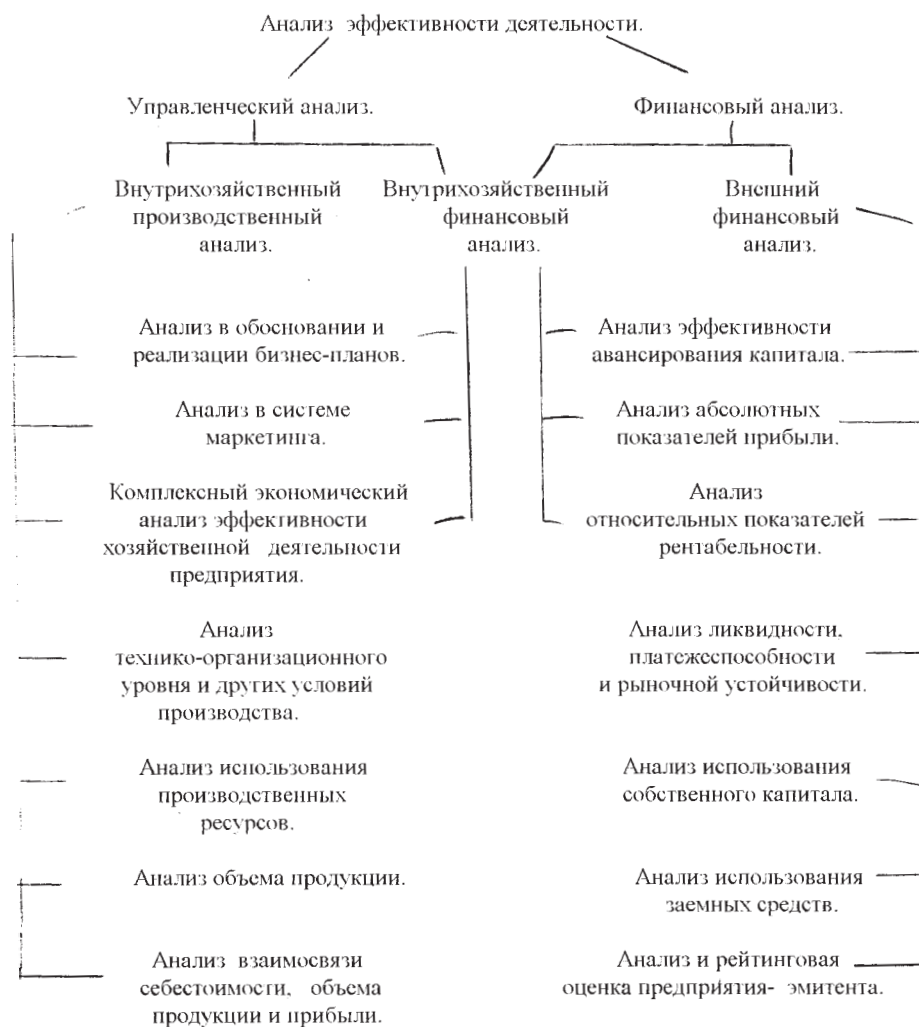 Анализ эффективности деятельности.
Управленческий анализ.
Финансовый анализ.
Внутрихозяйственный
производственный
анализ.
Внутрихозяйственный
финансовый
анализ.
Внешний
финансовый
анализ.
Анализ в обосновании и
реализации бизнес-планов.
Анализ эффективности
авансирования капитала.
Анализ в системе
маркетинга.
Анализ абсолютных
показателей прибыли.
Комплексный экономический
анализ эффективности
хозяйственной деятельности
предприятия.
Анализ
относительных показателей
рентабельности.
Анализ
технико-организационного
уровня и других условий
производства.
Анализ ликвидности,
платежеспособности
и рыночной устойчивости.
Анализ использования
производственных
ресурсов.
Анализ использования
собственного капитала.
Анализ объема продукции.
Анализ использования
заемных средств.
Анализ взаимосвязи
себестоимости, объема
продукции и прибыли.
Анализ и рейтинговая
оценка предприятия- эмитента.